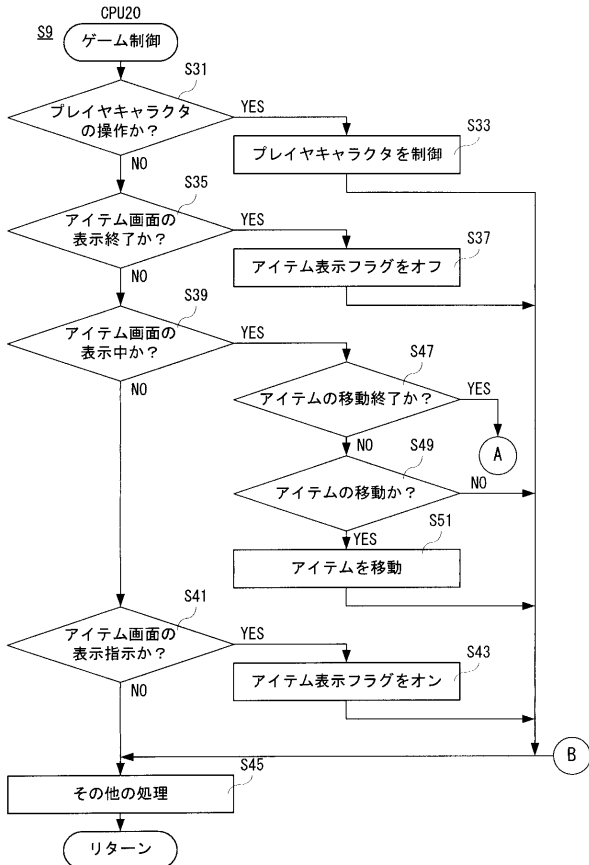 CPU20
S9
ゲーム制御
S31
プレイヤキャラクタ
の操作か？
YES
NO
S33
プレイヤキャラクタを制御
S35
アイテム画面の
表示終了か？
YES
NO
S37
アイテム表示フラグをオフ
S39
アイテム画面の
表示中か？
YES
NO
S47
アイテムの移動終了か？
YES
NO
A
S49
アイテムの移動か？
NO
YES
S51
アイテムを移動
S41
アイテム画面の
表示指示か？
YES
NO
S43
アイテム表示フラグをオン
B
S45
その他の処理
リターン